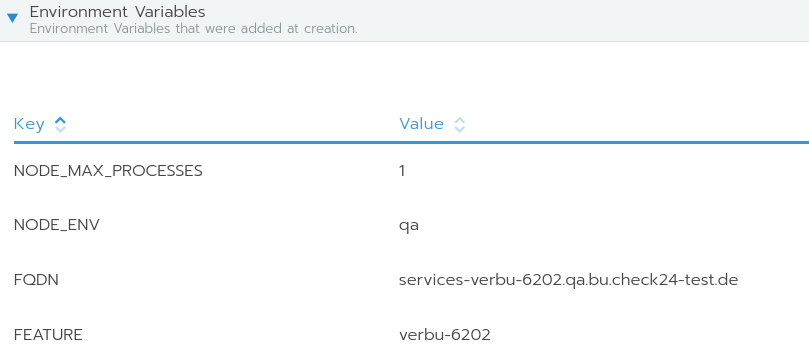 Environment Variables
Environment Variables that were added at creation.
Key Value
NODE_MAX_PROCESSES 1
NODE_ENV qa
FQDN services-verbu-6202.qa.bu.check24-test.de
FEATURE verbu-6202